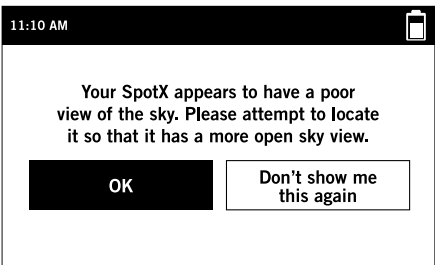 11:10 AM
Your SpotX appears to have a poor
view of the sky. Please attempt to locate
it so that it has a more open sky view.
OK
Don't show me
this again